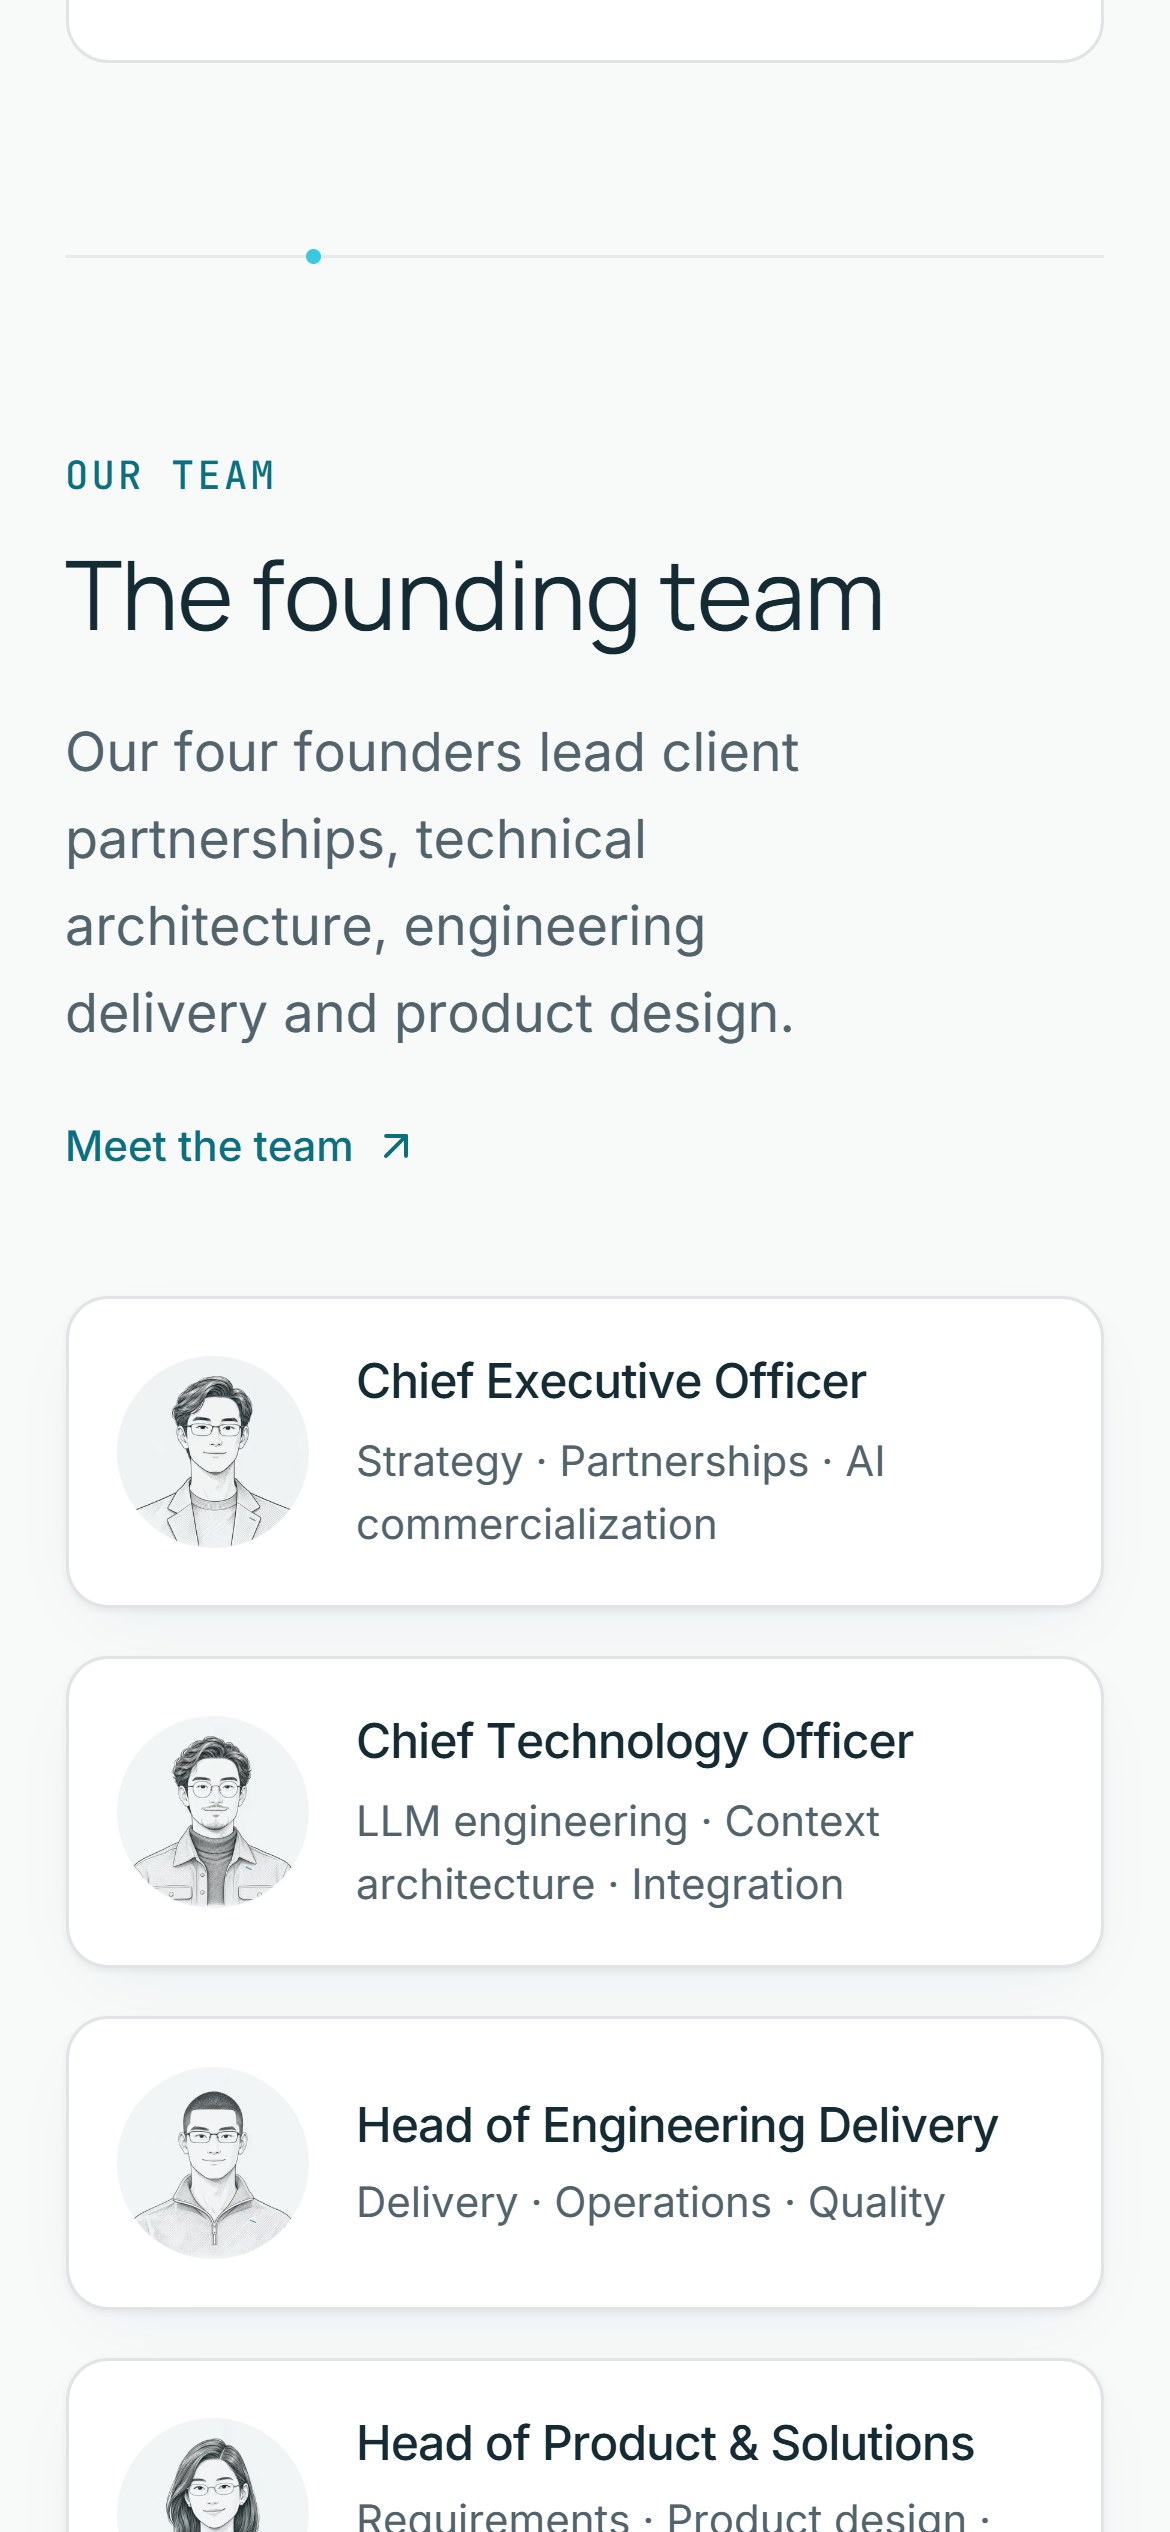 OUR TEAM
The founding team
Our four founders lead client
partnerships, technical
architecture, engineering
delivery and product design.
Meet the team
Chief Executive Officer
Strategy · Partnerships · AI
commercialization
Chief Technology Officer
LLM engineering · Context
architecture · Integration
Head of Engineering Delivery
Delivery · Operations · Quality
Head of Product & Solutions
Requirements · Product design ·